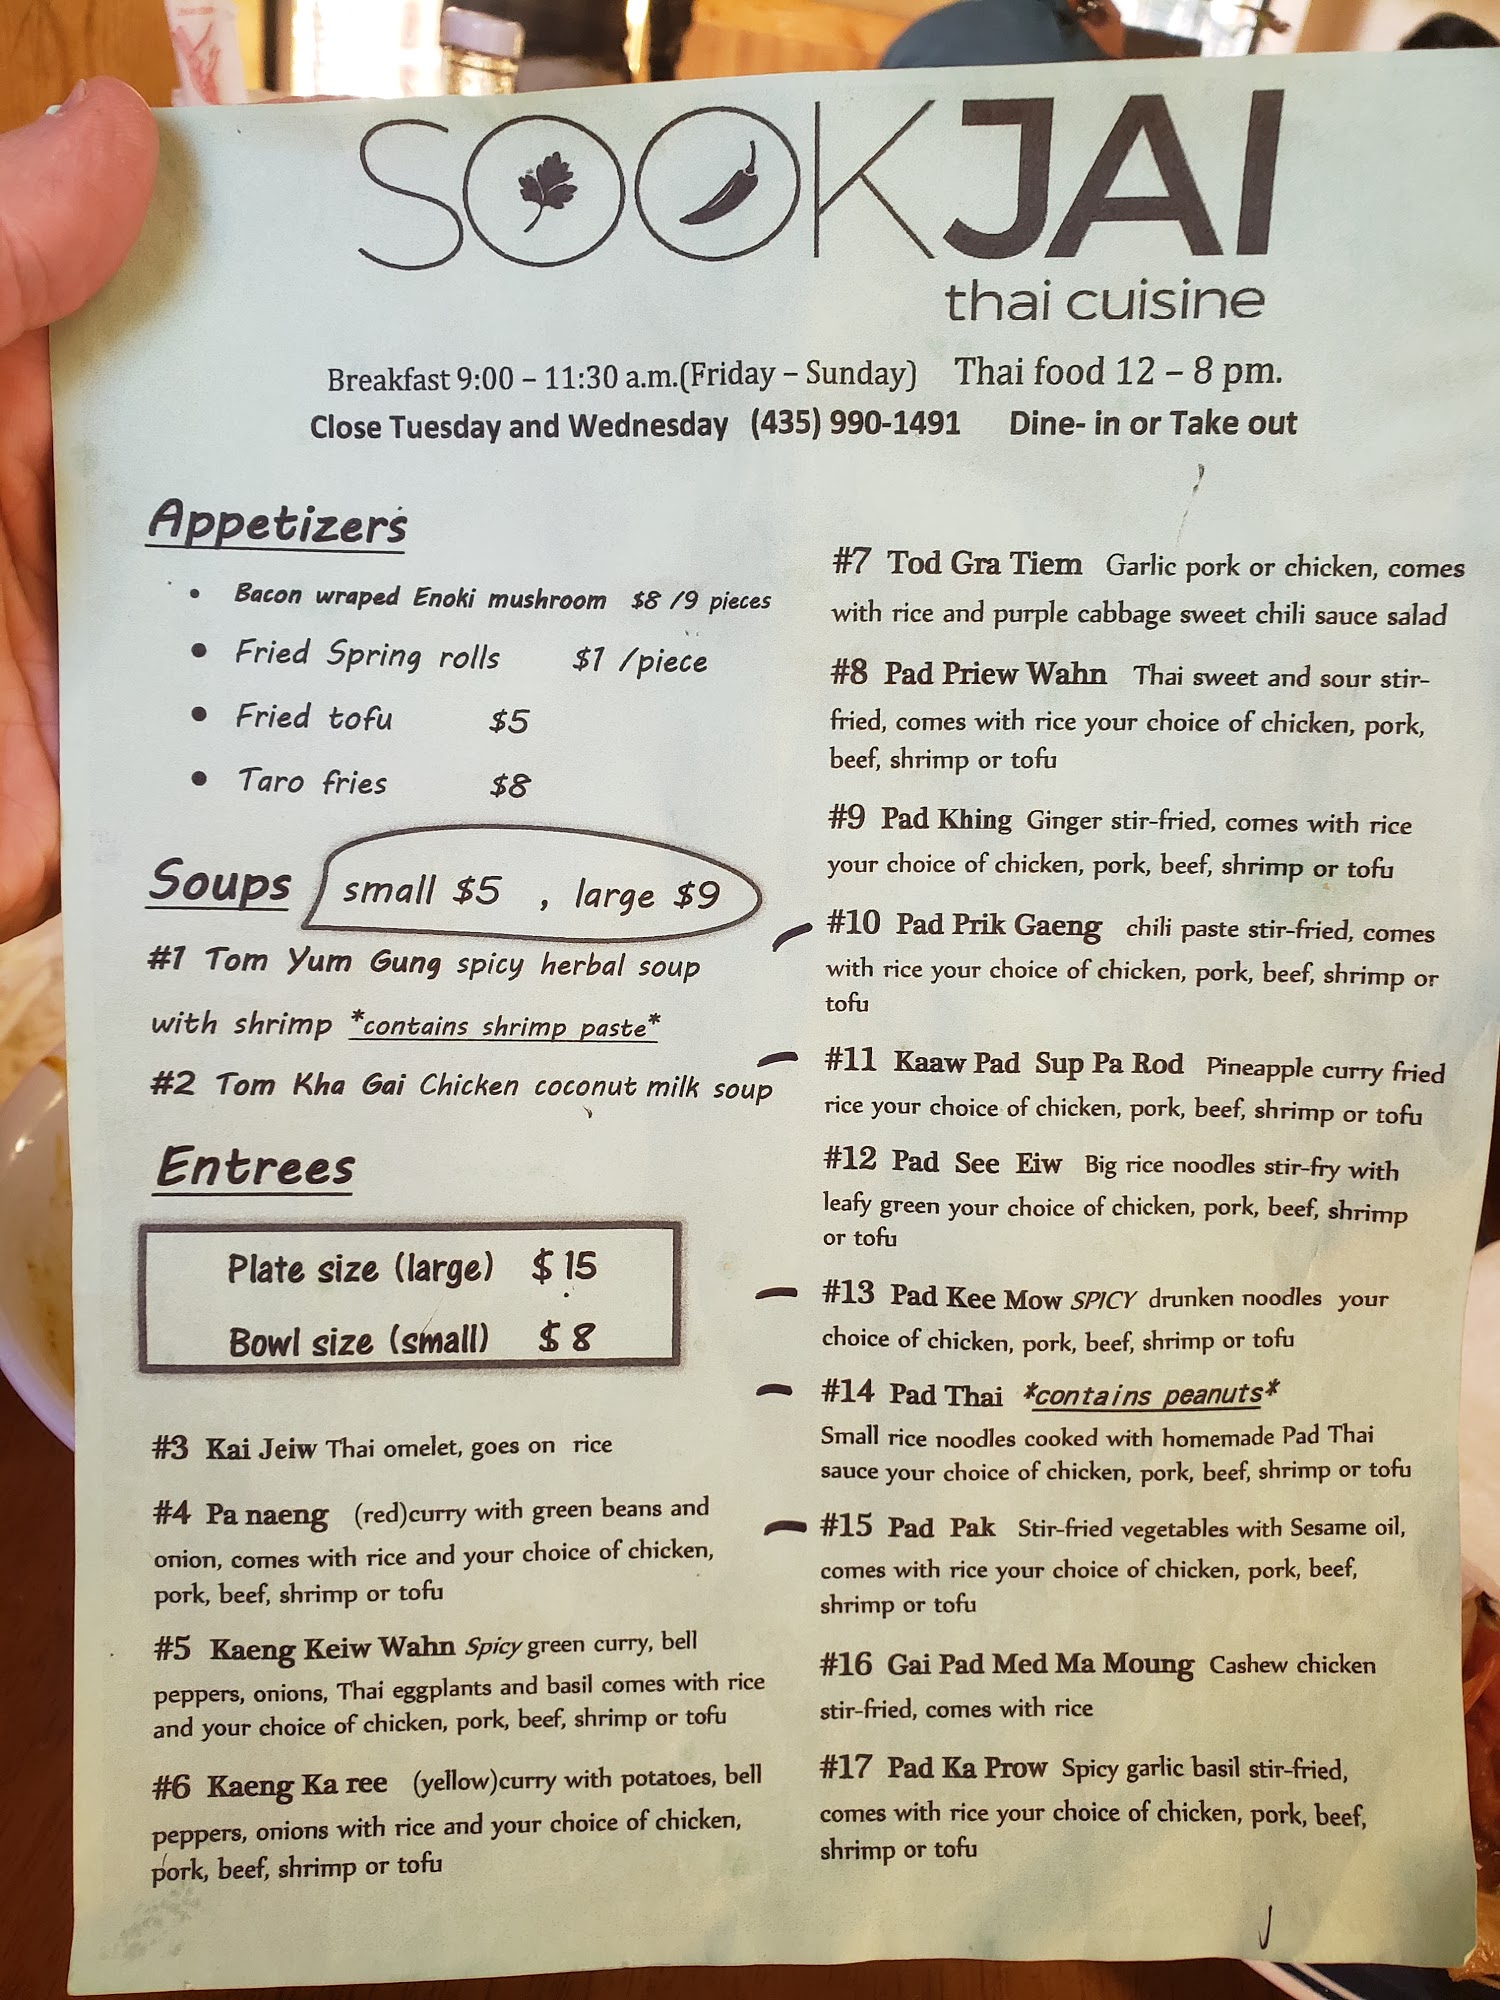 SOOKJAI
thai cuisine
Breakfast 9:00 – 11:30 a.m.(Friday – Sunday) Thai food 12 – 8 pm.
Close Tuesday and Wednesday (435) 990-1491 Dine- in or Take out
Appetizers
• Bacon wraped Enoki mushroom $8 /9 pieces
• Fried Spring rolls $1 /piece
• Fried tofu $5
• Taro fries $8
Soups small $5 , large $9
#1 Tom Yum Gung spicy herbal soup
with shrimp *contains shrimp paste*
#2 Tom Kha Gai Chicken coconut milk soup
Entrees
Plate size (large) $ 15
Bowl size (small) $ 8
#3 Kai Jeiw Thai omelet, goes on rice
#4 Pa naeng (red)curry with green beans and
onion, comes with rice and your choice of chicken,
pork, beef, shrimp or tofu
#5 Kaeng Keiw Wahn Spicy green curry, bell
peppers, onions, Thai eggplants and basil comes with rice
and your choice of chicken, pork, beef, shrimp or tofu
#6 Kaeng Ka ree (yellow)curry with potatoes, bell
peppers, onions with rice and your choice of chicken,
pork, beef, shrimp or tofu
#7 Tod Gra Tiem Garlic pork or chicken, comes
with rice and purple cabbage sweet chili sauce salad
#8 Pad Priew Wahn Thai sweet and sour stir-
fried, comes with rice your choice of chicken, pork,
beef, shrimp or tofu
#9 Pad Khing Ginger stir-fried, comes with rice
your choice of chicken, pork, beef, shrimp or tofu
#10 Pad Prik Gaeng chili paste stir-fried, comes
with rice your choice of chicken, pork, beef, shrimp or
tofu
#11 Kaaw Pad Sup Pa Rod Pineapple curry fried
rice your choice of chicken, pork, beef, shrimp or tofu
#12 Pad See Eiw Big rice noodles stir-fry with
leafy green your choice of chicken, pork, beef, shrimp
or tofu
#13 Pad Kee Mow SPICY drunken noodles your
choice of chicken, pork, beef, shrimp or tofu
#14 Pad Thai *contains peanuts*
Small rice noodles cooked with homemade Pad Thai
sauce your choice of chicken, pork, beef, shrimp or tofu
#15 Pad Pak Stir-fried vegetables with Sesame oil,
comes with rice your choice of chicken, pork, beef,
shrimp or tofu
#16 Gai Pad Med Ma Moung Cashew chicken
stir-fried, comes with rice
#17 Pad Ka Prow Spicy garlic basil stir-fried,
comes with rice your choice of chicken, pork, beef,
shrimp or tofu